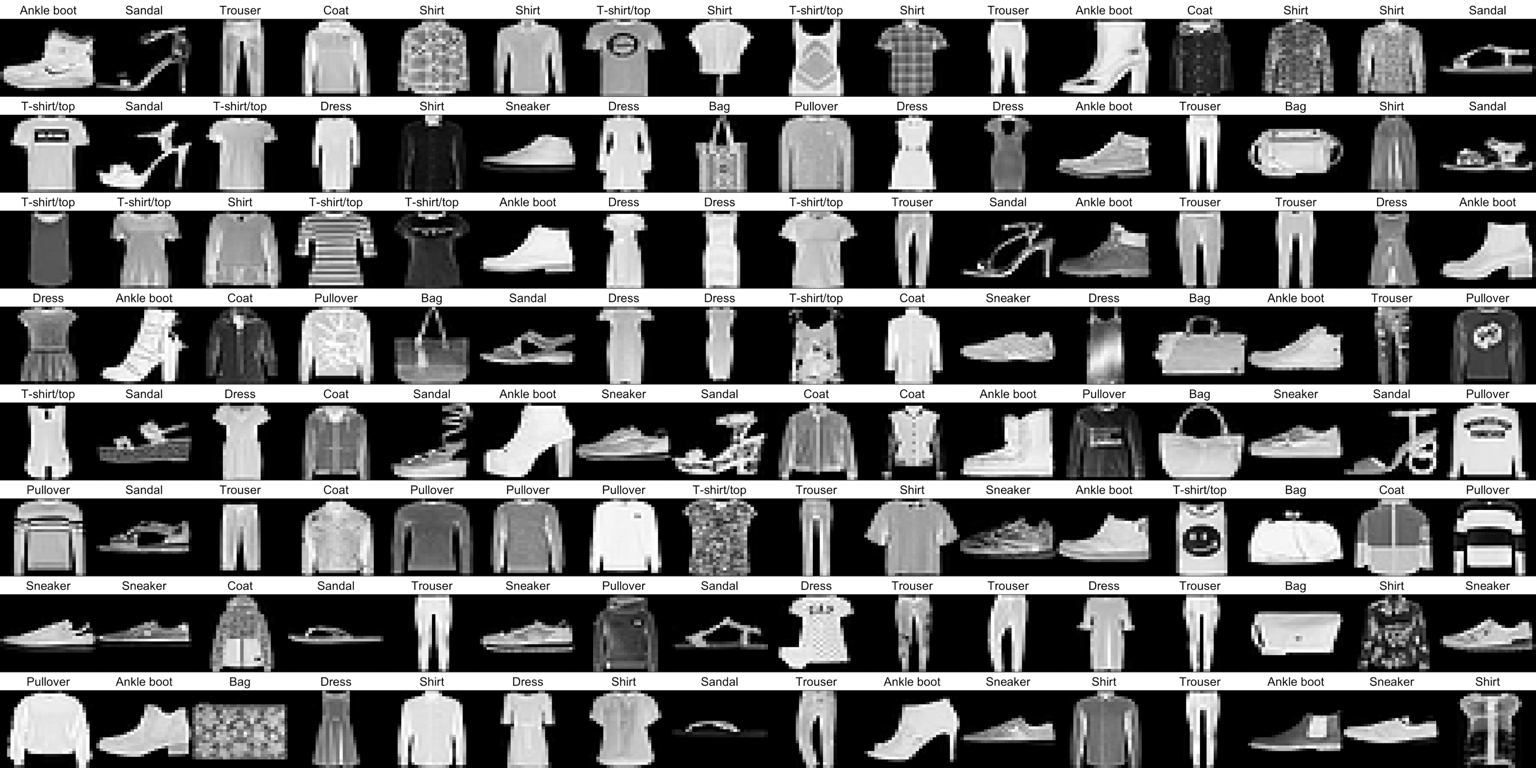 Ankle boot Sandal Trouser Coat Shirt Shirt T-shirt/top Shirt T-shirt/top Shirt Trouser Ankle boot Coat Shirt Shirt Sandal
T-shirt/top Sandal T-shirt/top Dress Shirt Sneaker Dress Bag Pullover Dress Dress Ankle boot Trouser Bag Shirt Sandal
T-shirt/top T-shirt/top Shirt T-shirt/top T-shirt/top Ankle boot Dress Dress T-shirt/top Trouser Sandal Ankle boot Trouser Trouser Dress Ankle boot
Dress Ankle boot Coat Pullover Bag Sandal Dress Dress T-shirt/top Coat Sneaker Dress Bag Ankle boot Trouser Pullover
T-shirt/top Sandal Dress Coat Sandal Ankle boot Sneaker Sandal Coat Coat Ankle boot Pullover Bag Sneaker Sandal Pullover
Pullover Sandal Trouser Coat Pullover Pullover Pullover T-shirt/top Trouser Shirt Sneaker Ankle boot T-shirt/top Bag Coat Pullover
Sneaker Sneaker Coat Sandal Trouser Sneaker Pullover Sandal Dress Trouser Trouser Dress Trouser Bag Shirt Sneaker
Pullover Ankle boot Bag Dress Shirt Dress Shirt Sandal Trouser Ankle boot Sneaker Shirt Trouser Ankle boot Sneaker Shirt